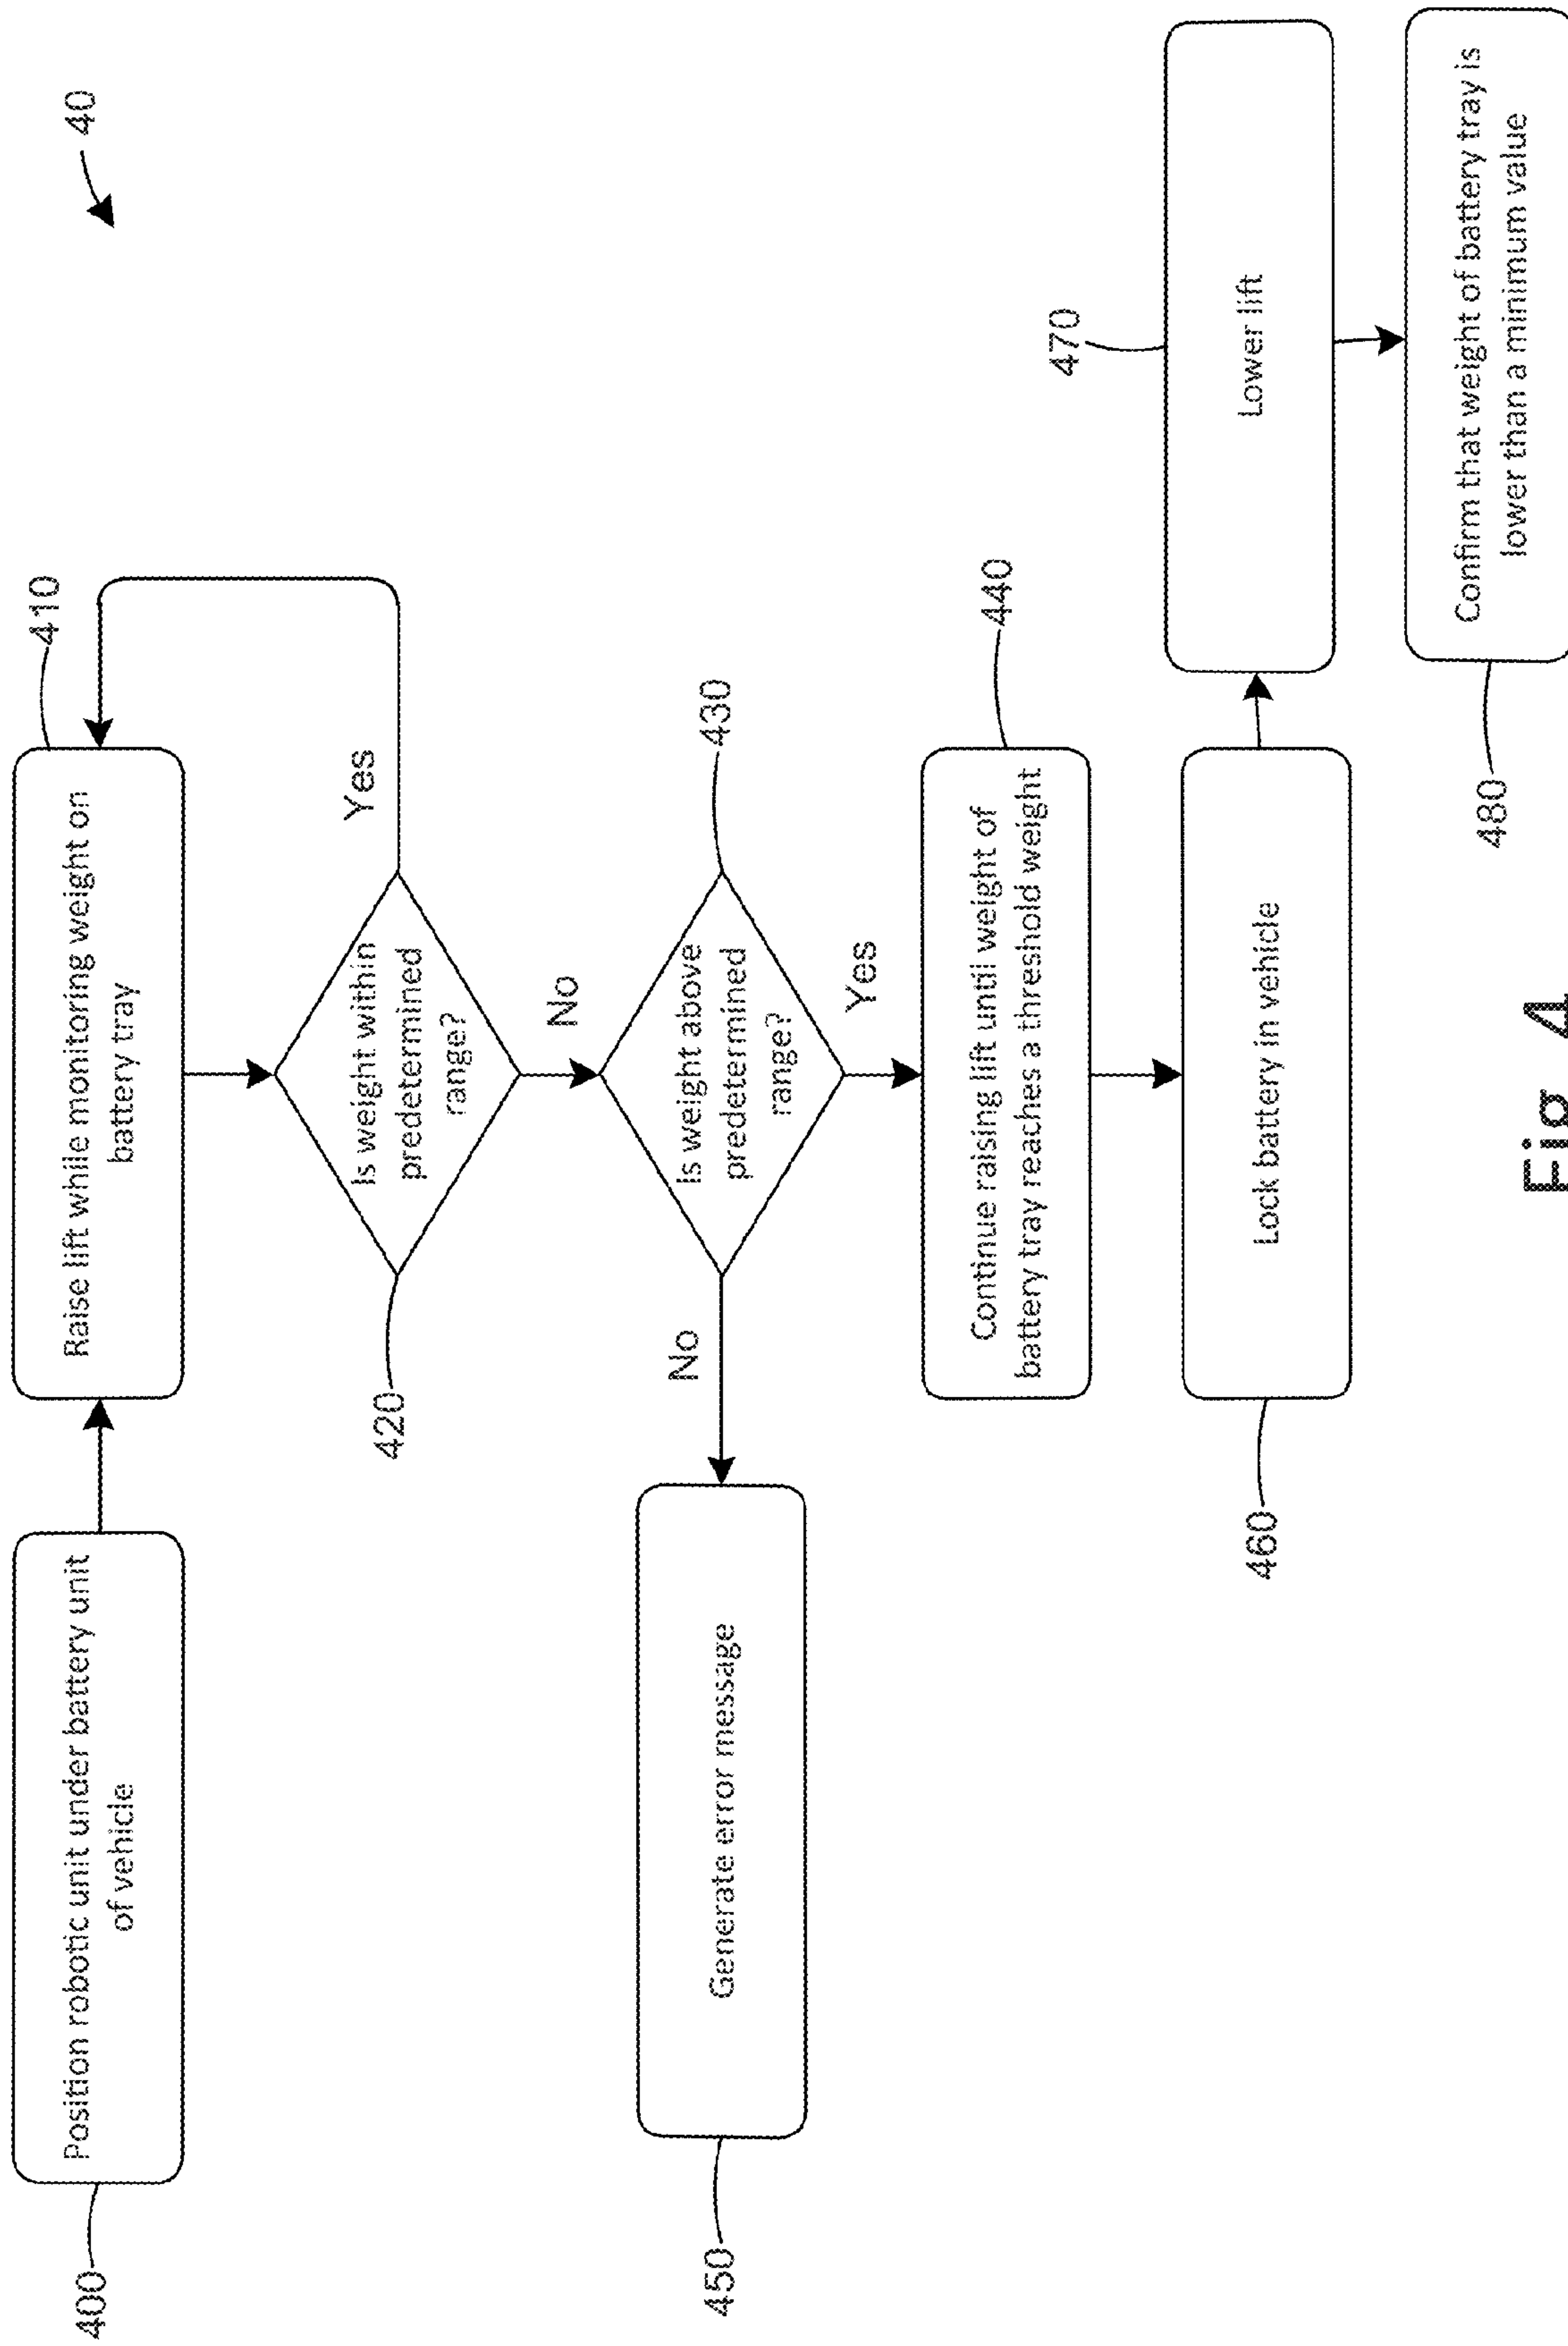 40
400
Position robotic unit under battery unit
of vehicle
410
Raise lift while monitoring weight on
battery tray
420
Is weight within
predetermined
range?
Yes
No
430
Is weight above
predetermined
range?
No
Yes
450
Generate error message
440
Continue raising lift until weight of
battery tray reaches a threshold weight
460
Lock battery in vehicle
470
Lower lift
480
Confirm that weight of battery tray is
lower than a minimum value
Fig 4